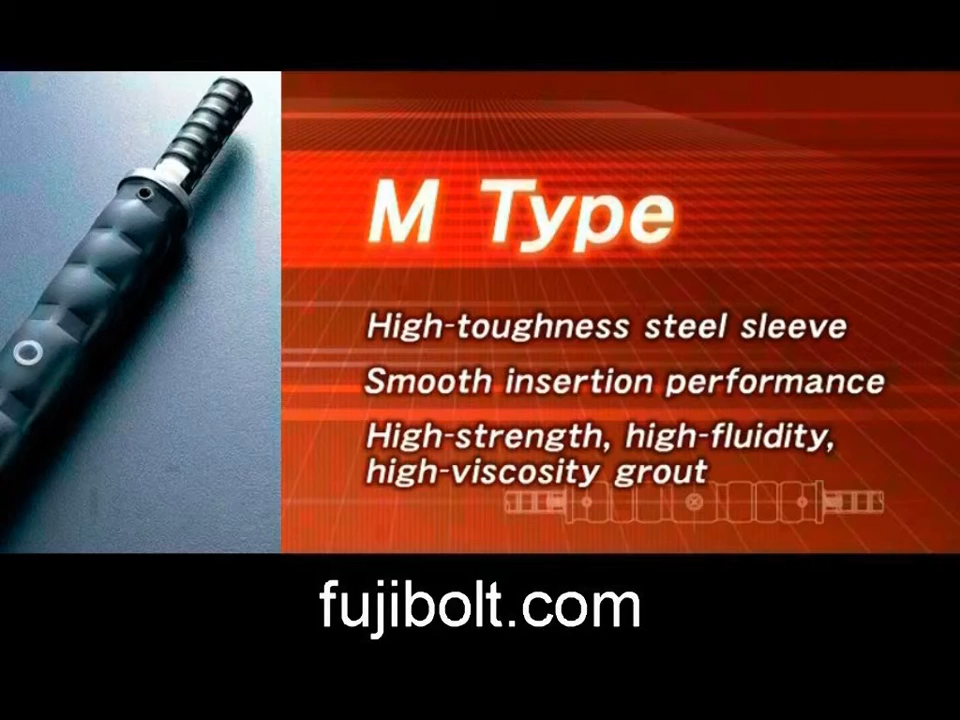 M Type
High-toughness steel sleeve
Smooth insertion performance
High-strength, high-fluidity,
high-viscosity grout
fujibolt.com